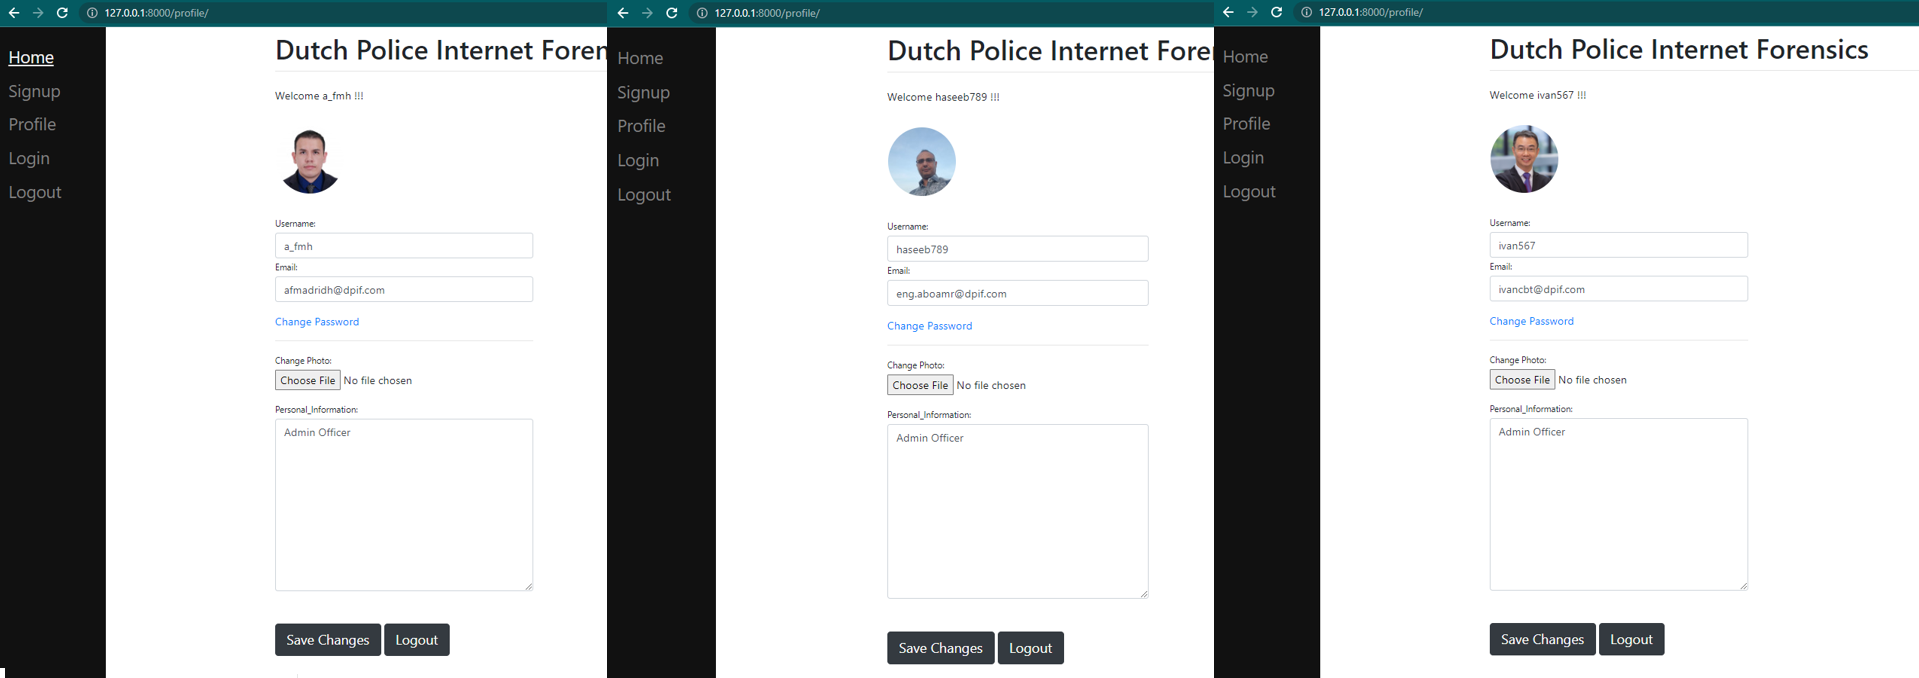 127.0.0.1:8000/profile/
Home
Signup
Profile
Login
Logout
Dutch Police Internet Foren
Welcome a_fmh !!!
Username:
a_fmh
Email:
afmadridh@dpif.com
Change Password
Change Photo:
Choose File No file chosen
Personal_Information:
Admin Officer
Save Changes Logout
127.0.0.1:8000/profile/
Home
Signup
Profile
Login
Logout
Dutch Police Internet Forei
Welcome haseeb789 !!!
Username:
haseeb789
Email:
eng.aboamr@dpif.com
Change Password
Change Photo:
Choose File No file chosen
Personal_Information:
Admin Officer
Save Changes Logout
127.0.0.1:8000/profile/
Home
Signup
Profile
Login
Logout
Dutch Police Internet Forensics
Welcome ivan567 !!!
Username:
ivan567
Email:
ivancbt@dpif.com
Change Password
Change Photo:
Choose File No file chosen
Personal_Information:
Admin Officer
Save Changes Logout